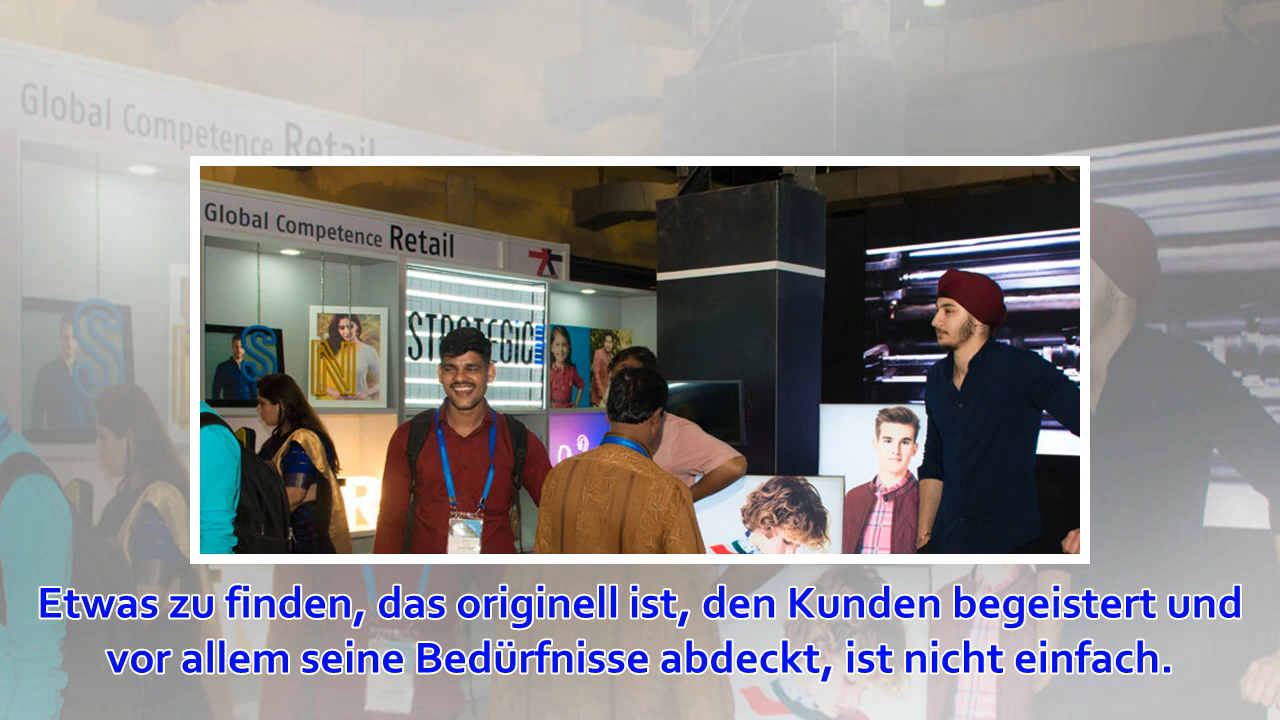 Global Competence Retail
Global Competence Retail
S
N
STRATEGIC
S
R
Etwas zu finden, das originell ist, den Kunden begeistert und
vor allem seine Bedürfnisse abdeckt, ist nicht einfach.